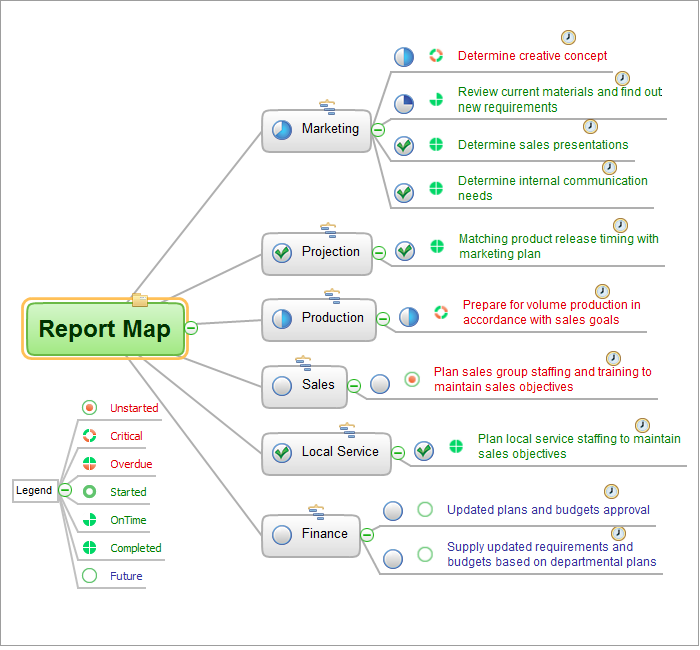 Report Map
Marketing
Determine creative concept
Review current materials and find out
new requirements
Determine sales presentations
Determine internal communication
needs
Projection
Matching product release timing with
marketing plan
Production
Prepare for volume production in
accordance with sales goals
Sales
Plan sales group staffing and training to
maintain sales objectives
Local Service
Plan local service staffing to maintain
sales objectives
Finance
Updated plans and budgets approval
Supply updated requirements and
budgets based on departmental plans
Legend
Unstarted
Critical
Overdue
Started
OnTime
Completed
Future